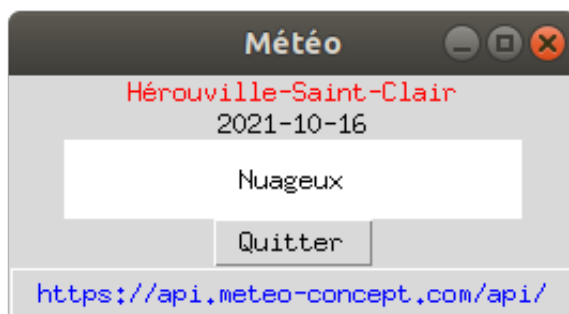 Météo
Hérouville-Saint-Clair
2021-10-16
Nuageux
Quitter
https://api.meteo-concept.com/api/